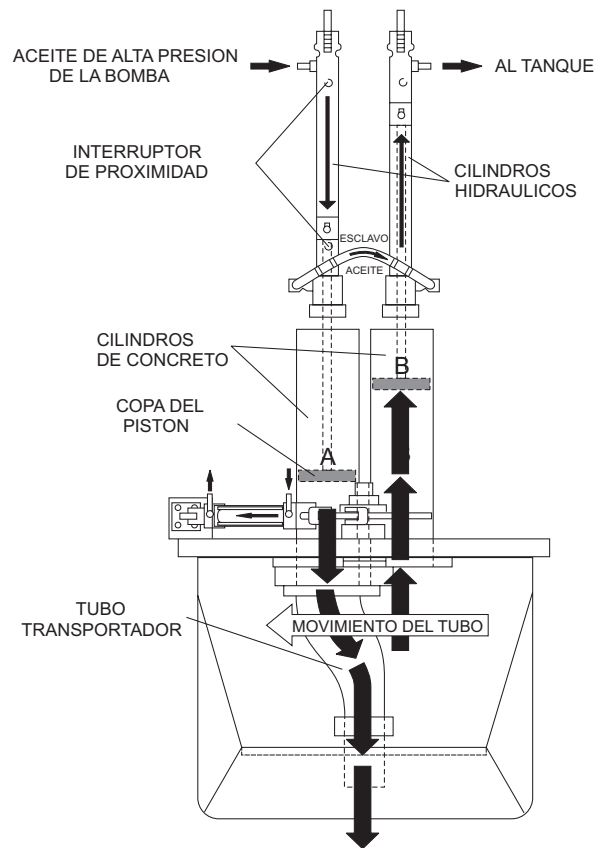 ACEITE DE ALTA PRESION
DE LA BOMBA
AL TANQUE
INTERRUPTOR
DE PROXIMIDAD
CILINDROS
HIDRAULICOS
ESCLAVO
ACEITE
CILINDROS
DE CONCRETO
B
COPA DEL
PISTON
A
TUBO
TRANSPORTADOR
MOVIMIENTO DEL TUBO